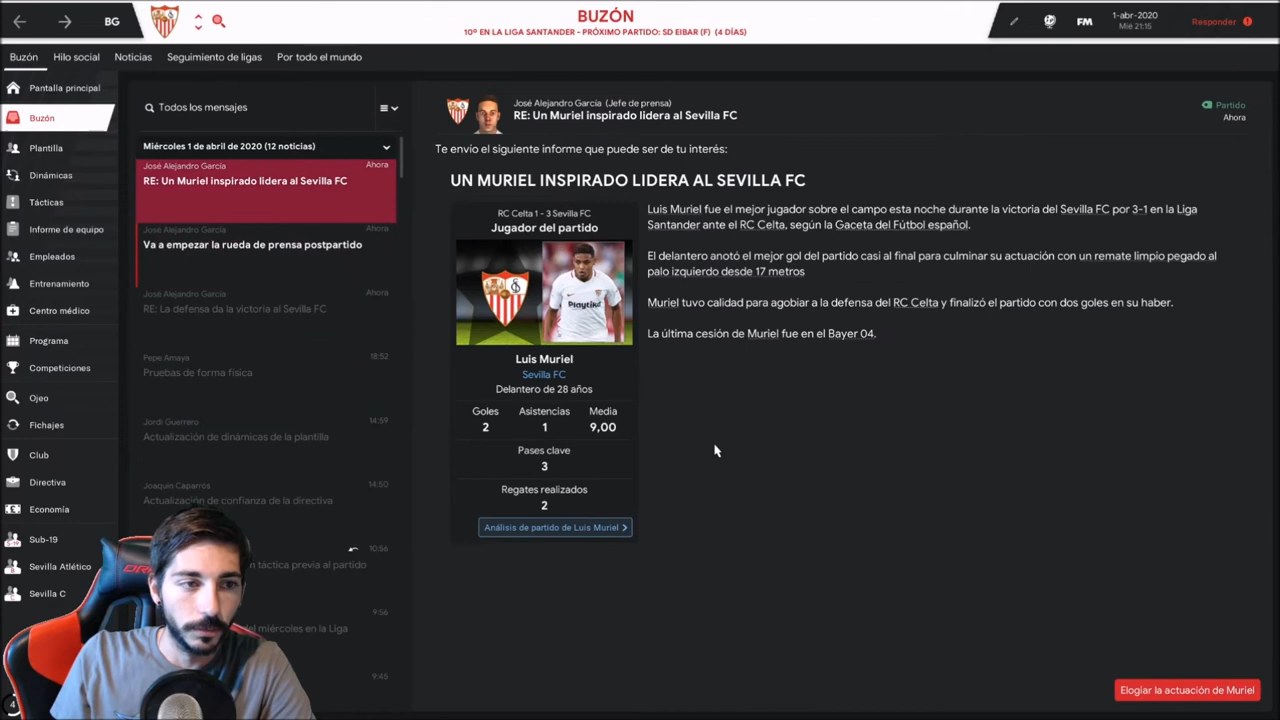 BG
BUZÓN
10º EN LA LIGA SANTANDER - PRÓXIMO PARTIDO: SD EIBAR (F) (4 DÍAS)
FM
1-abr-2020
Mié 21:15
Responder
Buzón
Hilo social
Noticias
Seguimiento de ligas
Por todo el mundo
Pantalla principal
Buzón
Plantilla
Dinámicas
Tácticas
Informe de equipo
Empleados
Entrenamiento
Centro médico
Programa
Competiciones
Ojeo
Fichajes
Club
Directiva
Economía
Sub-19
Sevilla Atlético
Sevilla C
4
Todos los mensajes
Miércoles 1 de abril de 2020 (12 noticias)
José Alejandro García
Ahora
RE: Un Muriel inspirado lidera al Sevilla FC
José Alejandro García
Ahora
Va a empezar la rueda de prensa postpartido
José Alejandro García
Ahora
RE: La defensa da la victoria al Sevilla FC
Pepe Amaya
18:52
Pruebas de forma física
Jordi Guerrero
14:59
Actualización de dinámicas de la plantilla
Joaquín Caparrós
14:50
Actualización de confianza de la directiva
10:56
n táctica previa al partido
9:56
del miércoles en la Liga
9:45
José Alejandro García (Jefe de prensa)
RE: Un Muriel inspirado lidera al Sevilla FC
Partido
Ahora
Te envío el siguiente informe que puede ser de tu interés:
UN MURIEL INSPIRADO LIDERA AL SEVILLA FC
RC Celta 1 - 3 Sevilla FC
Jugador del partido
Playtika
Luis Muriel
Sevilla FC
Delantero de 28 años
Goles
Asistencias
Media
2
1
9,00
Pases clave
3
Regates realizados
2
Análisis de partido de Luis Muriel
Luis Muriel fue el mejor jugador sobre el campo esta noche durante la victoria del Sevilla FC por 3-1 en la Liga
Santander ante el RC Celta, según la Gaceta del Fútbol español.
El delantero anotó el mejor gol del partido casi al final para culminar su actuación con un remate limpio pegado al
palo izquierdo desde 17 metros
Muriel tuvo calidad para agobiar a la defensa del RC Celta y finalizó el partido con dos goles en su haber.
La última cesión de Muriel fue en el Bayer 04.
Elogiar la actuación de Muriel